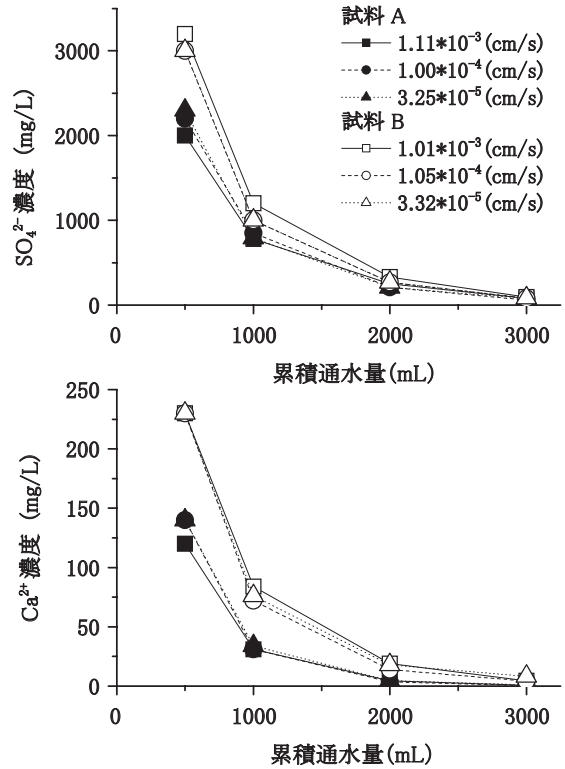 試料 A
1.11*10⁻³(cm/s)
1.00*10⁻⁴(cm/s)
3.25*10⁻⁵(cm/s)
試料 B
1.01*10⁻³(cm/s)
1.05*10⁻⁴(cm/s)
3.32*10⁻⁵(cm/s)
SO₄²⁻濃度 (mg/L)
3000
2000
1000
0
0 1000 2000 3000
累積通水量(mL)
Ca²⁺濃度 (mg/L)
250
200
150
100
50
0
0 1000 2000 3000
累積通水量(mL)